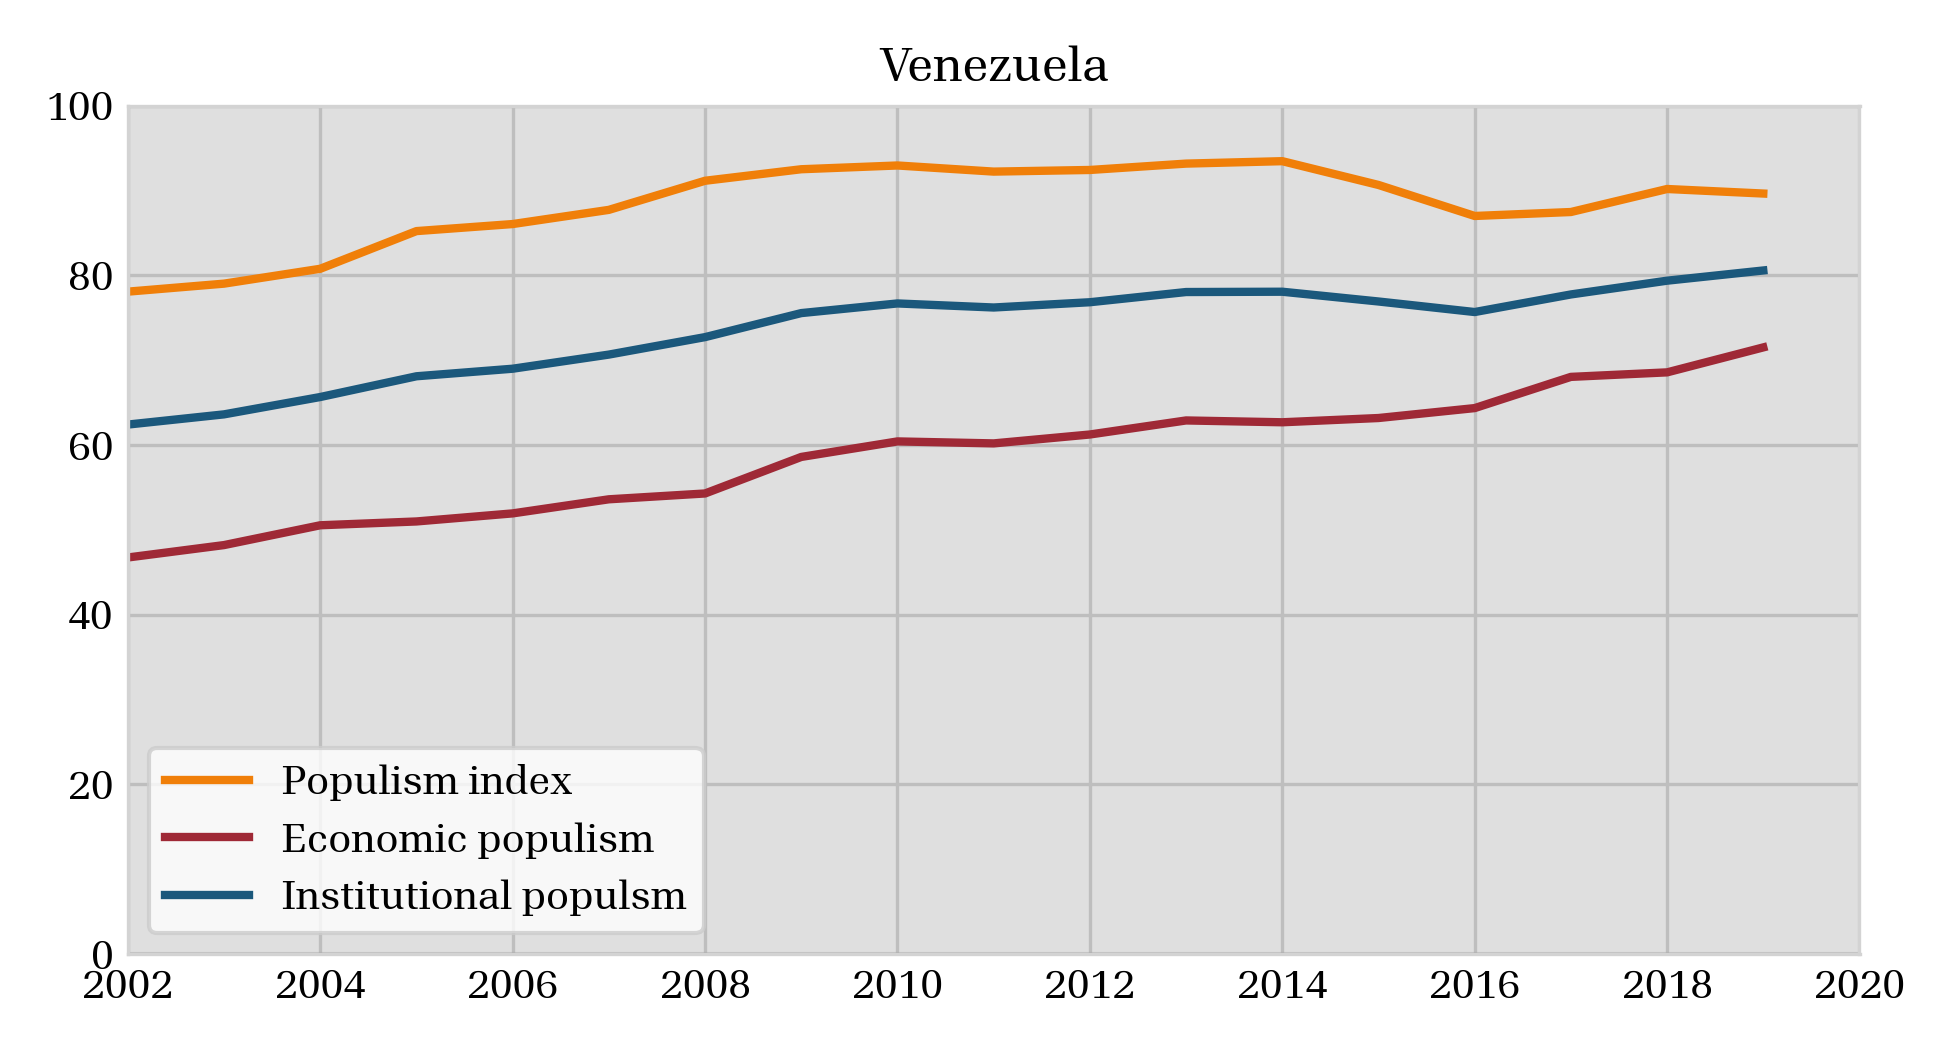 Venezuela
100
80
60
40
20
0
Populism index
Economic populism
Institutional populsm
2002 2004 2006 2008 2010 2012 2014 2016 2018 2020